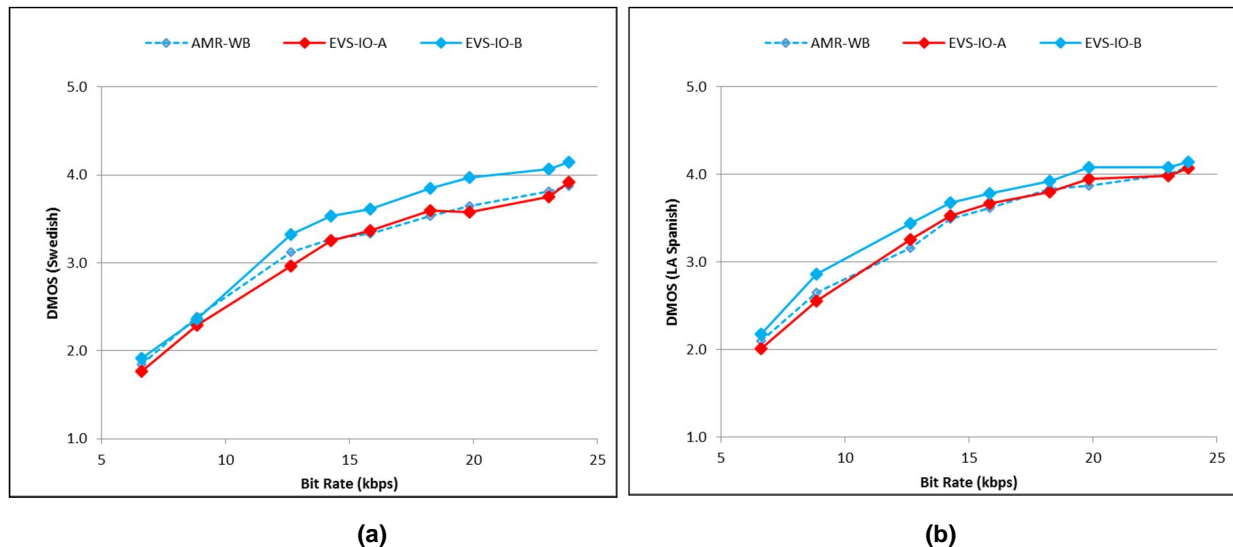 AMR-WB EVS-IO-A EVS-IO-B
5.0
4.0
3.0
2.0
1.0
DMOS (Swedish)
5 10 15 20 25
Bit Rate (kbps)
(a)
AMR-WB EVS-IO-A EVS-IO-B
5.0
4.0
3.0
2.0
1.0
DMOS (LA Spanish)
5 10 15 20 25
Bit Rate (kbps)
(b)